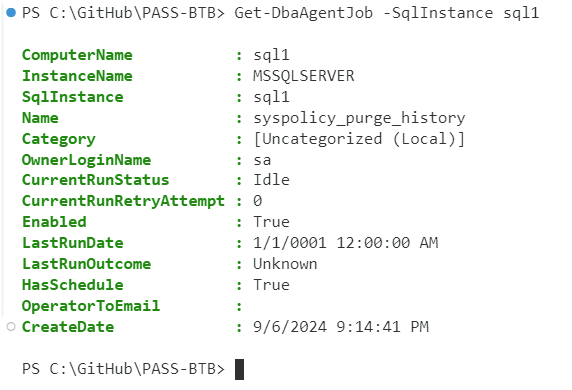 PS C:\GitHub\PASS-BTB> Get-DbaAgentJob -SqlInstance sql1
ComputerName : sql1
InstanceName : MSSQLSERVER
SqlInstance : sql1
Name : syspolicy_purge_history
Category : [Uncategorized (Local)]
OwnerLoginName : sa
CurrentRunStatus : Idle
CurrentRunRetryAttempt : 0
Enabled : True
LastRunDate : 1/1/0001 12:00:00 AM
LastRunOutcome : Unknown
HasSchedule : True
OperatorToEmail :
CreateDate : 9/6/2024 9:14:41 PM
PS C:\GitHub\PASS-BTB>